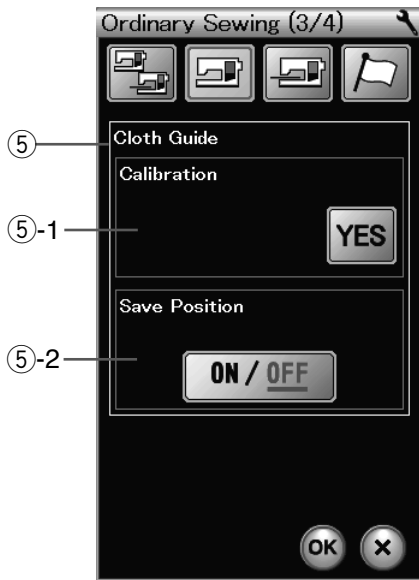 Ordinary Sewing (3/4)
⑤
Cloth Guide
Calibration
⑤-1
YES
Save Position
⑤-2
ON / OFF
OK
×